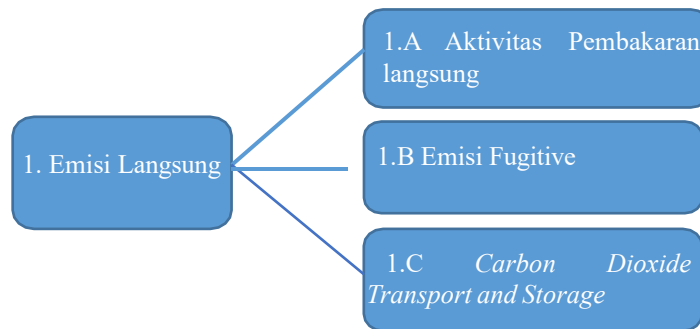 1. Emisi Langsung
1.A Aktivitas Pembakaran
langsung
1.B Emisi Fugitive
1.C Carbon Dioxide
Transport and Storage